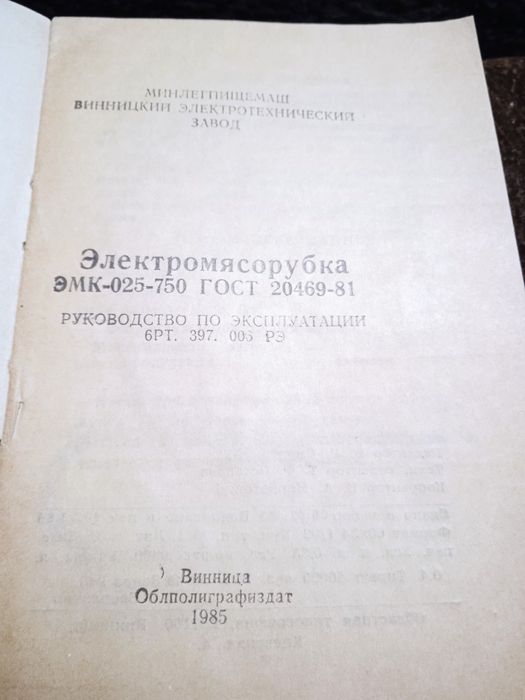 МИНЛЕГПИЩЕМАШ
ВИННИЦКИЙ ЭЛЕКТРОТЕХНИЧЕСКИЙ
ЗАВОД
Электромясорубка
ЭМК-025-750 ГОСТ 20469-81
РУКОВОДСТВО ПО ЭКСПЛУАТАЦИИ
6РТ. 397. 006 РЭ
Винница
Облполиграфиздат
1985